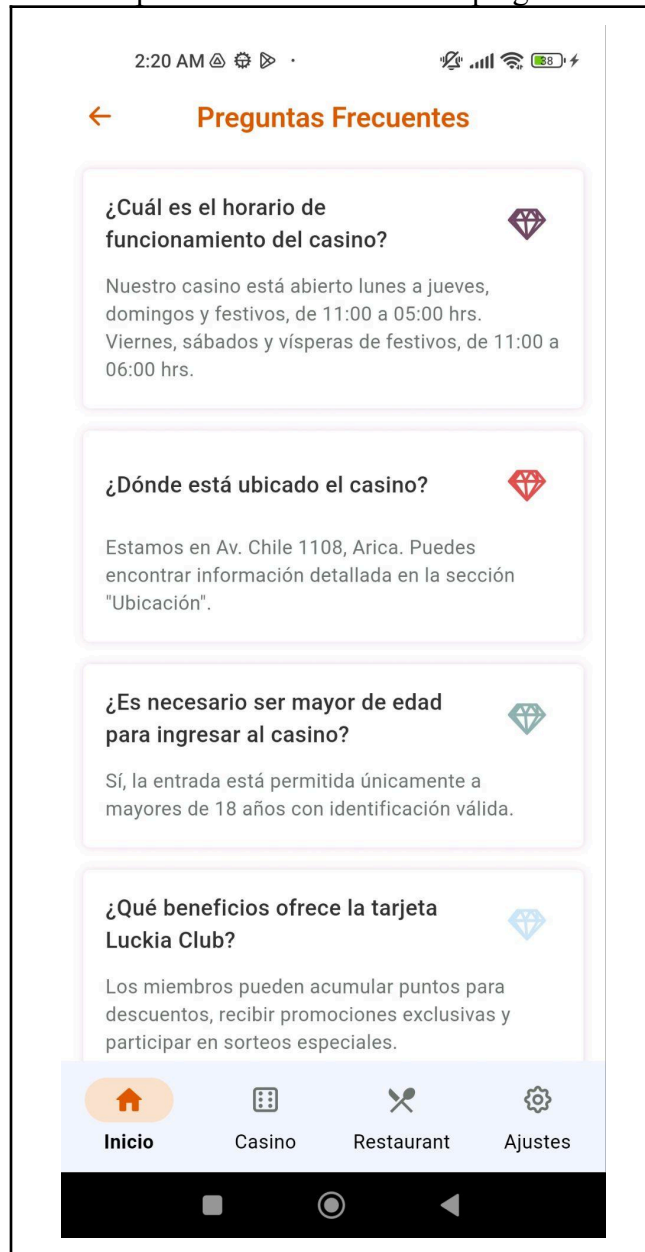 2:20 AM
38
Preguntas Frecuentes
¿Cuál es el horario de
funcionamiento del casino?
Nuestro casino está abierto lunes a jueves,
domingos y festivos, de 11:00 a 05:00 hrs.
Viernes, sábados y vísperas de festivos, de 11:00 a
06:00 hrs.
¿Dónde está ubicado el casino?
Estamos en Av. Chile 1108, Arica. Puedes
encontrar información detallada en la sección
"Ubicación".
¿Es necesario ser mayor de edad
para ingresar al casino?
Sí, la entrada está permitida únicamente a
mayores de 18 años con identificación válida.
¿Qué beneficios ofrece la tarjeta
Luckia Club?
Los miembros pueden acumular puntos para
descuentos, recibir promociones exclusivas y
participar en sorteos especiales.
Inicio Casino Restaurant Ajustes